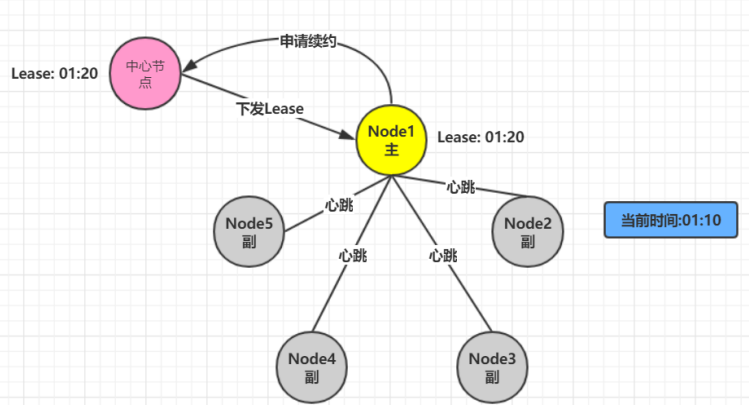 申请续约
Lease: 01:20
中心节
点
下发Lease
Node1
主
Lease: 01:20
心跳
心跳
Node5
副
Node2
副
当前时间:01:10
心跳
心跳
Node4
副
Node3
副